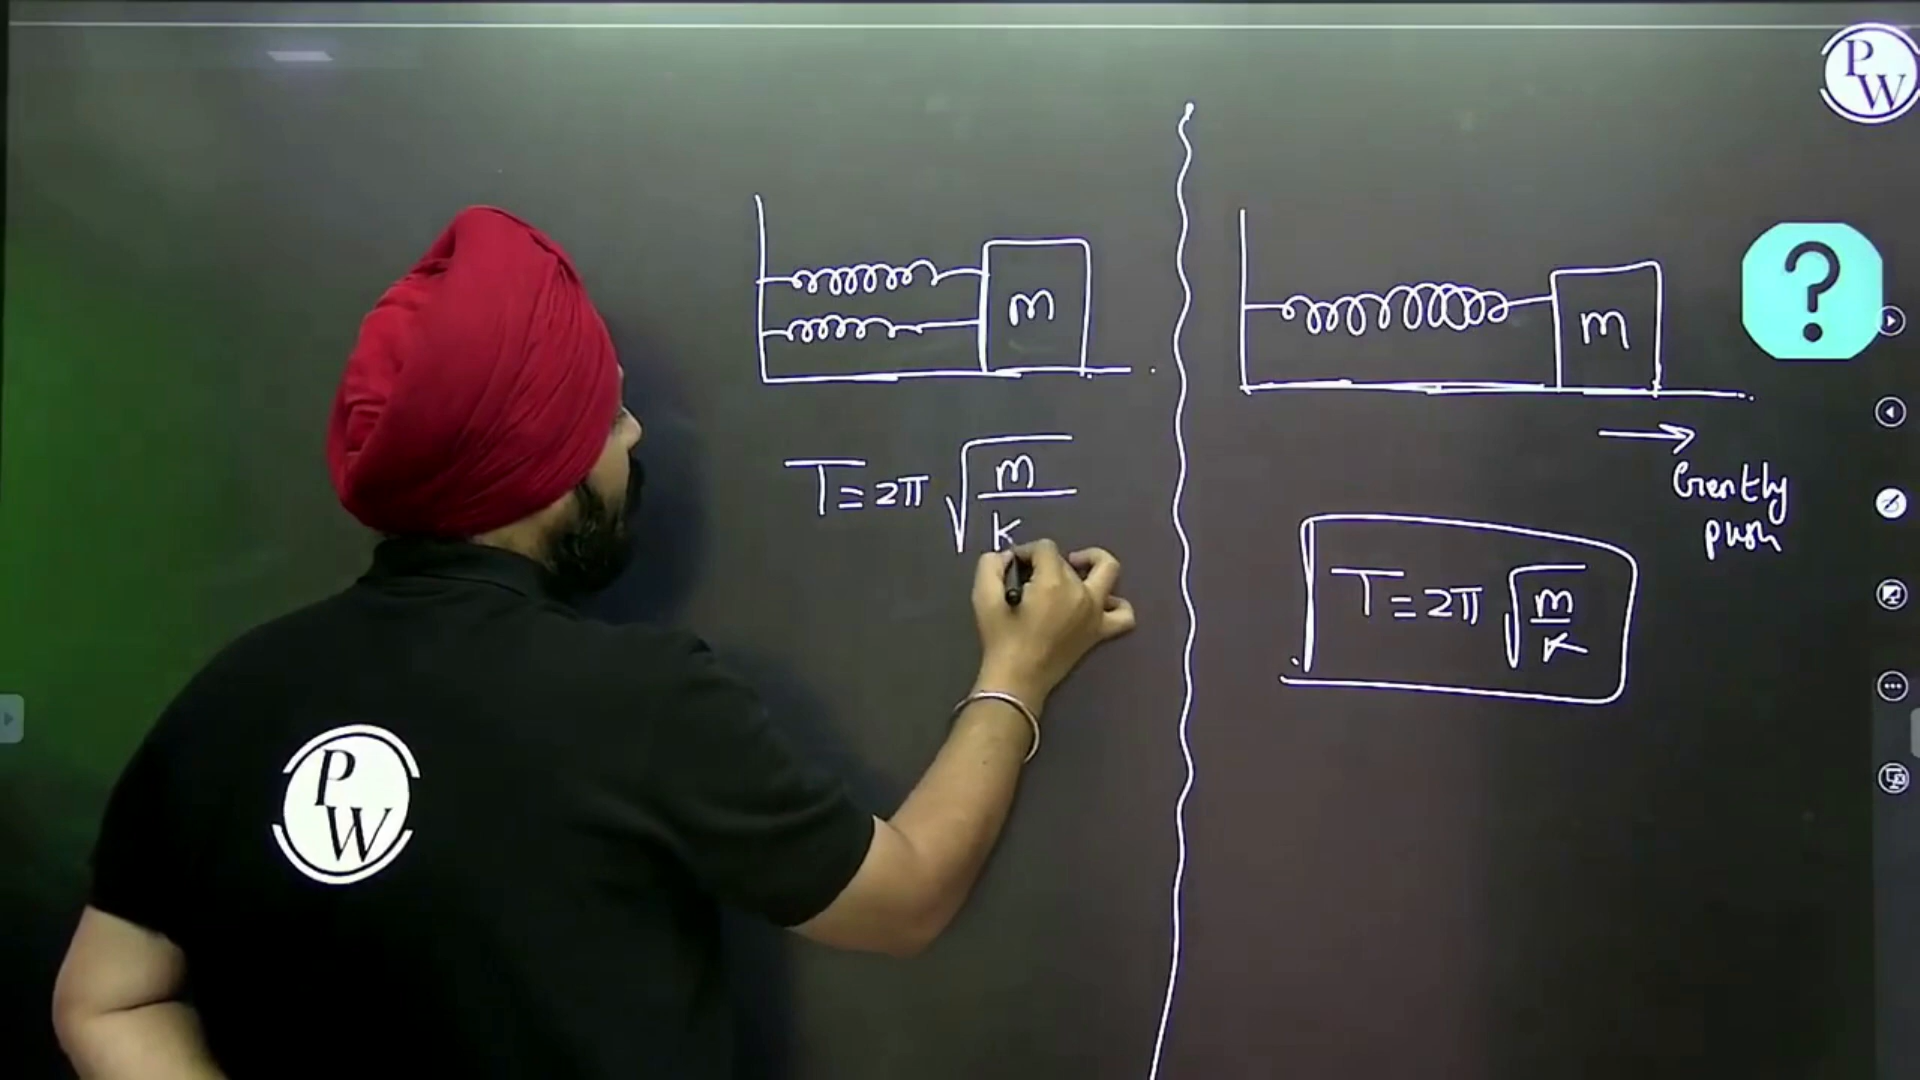 P
W
m
m
T = 2π √m/K
Gently
push
T = 2π √m/K
?
P
W